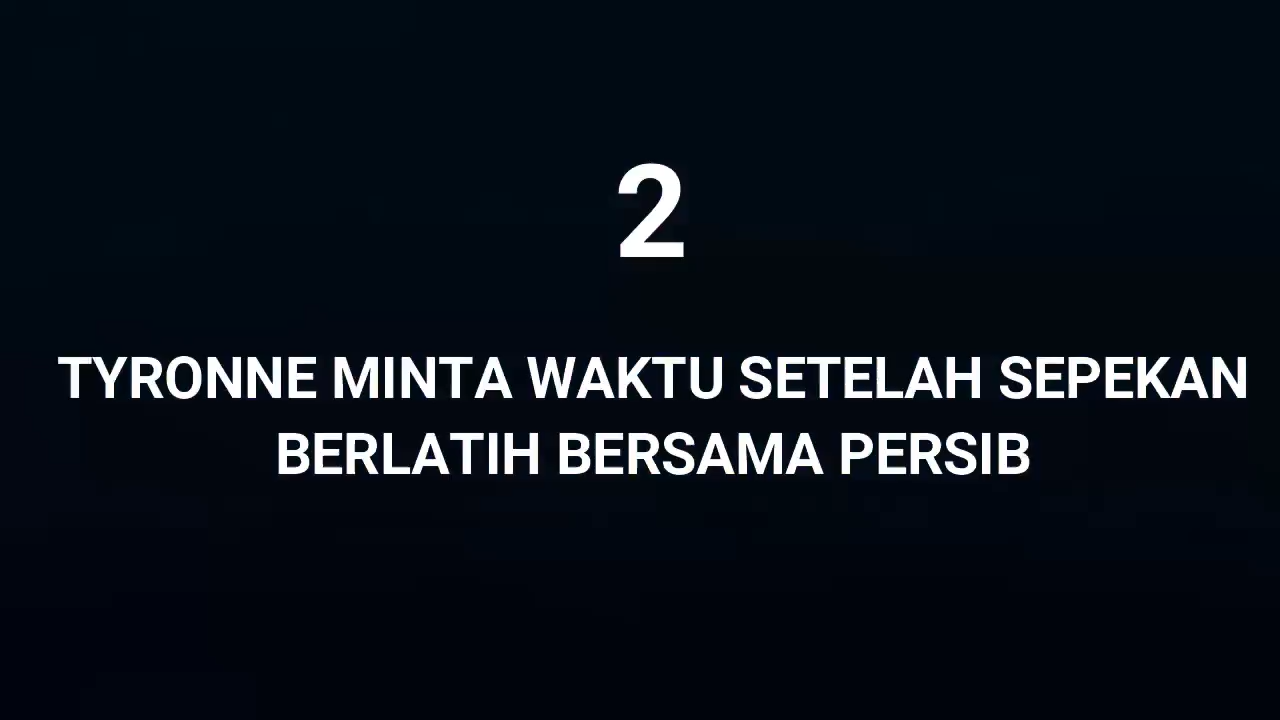 2
TYRONNE MINTA WAKTU SETELAH SEPEKAN
BERLATIH BERSAMA PERSIB